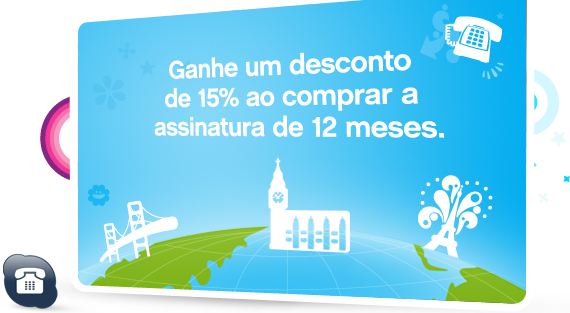 Ganhe um desconto
de 15% ao comprar a
assinatura de 12 meses.